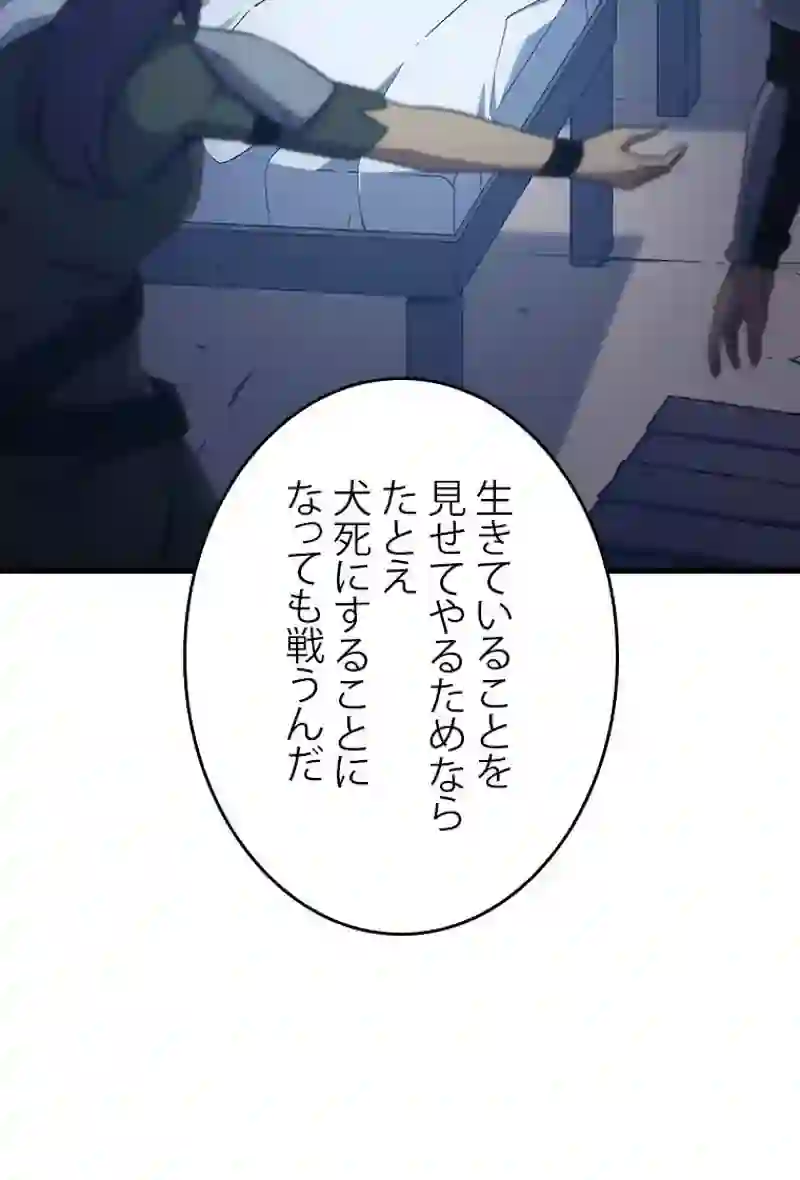 生きていることを
見せてやるためなら
たとえ
犬死にすることに
なっても戦うんだ